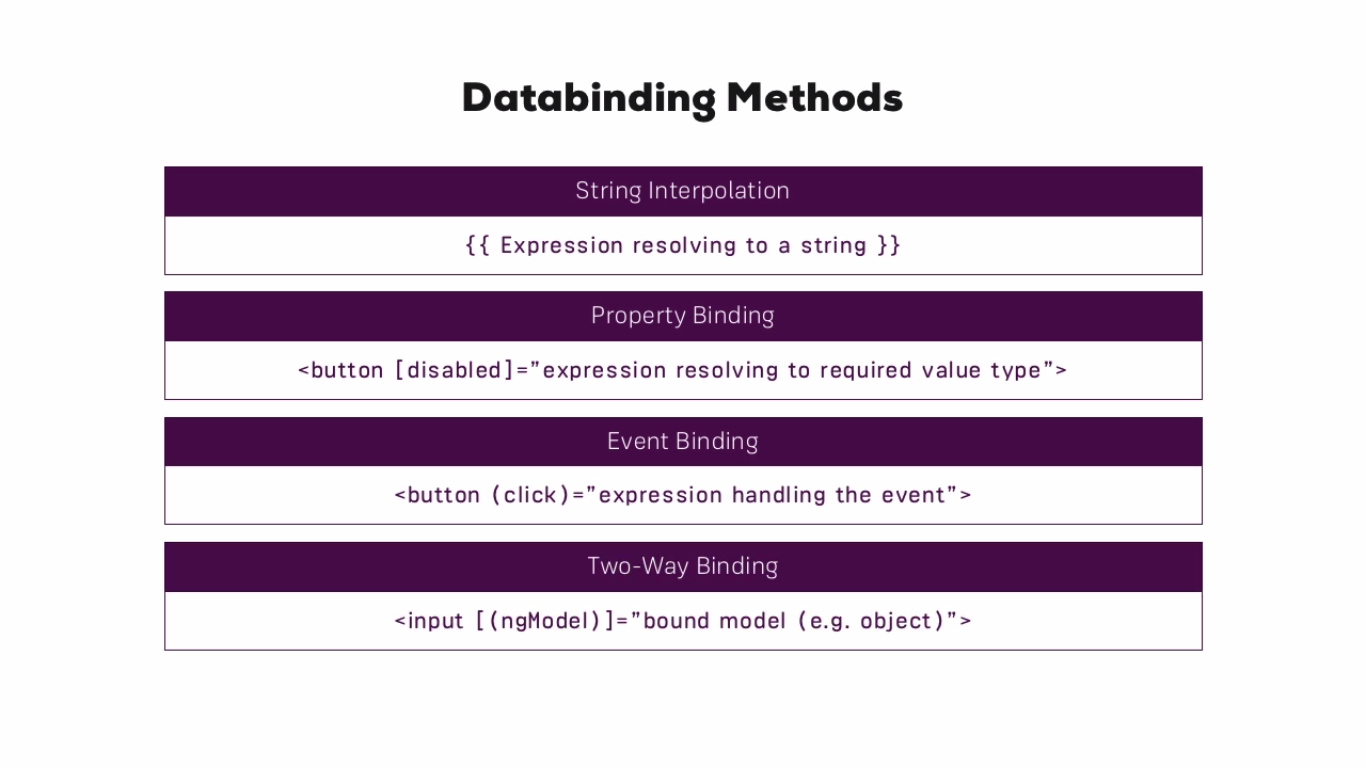 Databinding Methods
String Interpolation
{{ Expression resolving to a string }}
Property Binding
<button [disabled]=”expression resolving to required value type”>
Event Binding
<button (click)=”expression handling the event”>
Two-Way Binding
<input [(ngModel)]=”bound model (e.g. object)”>